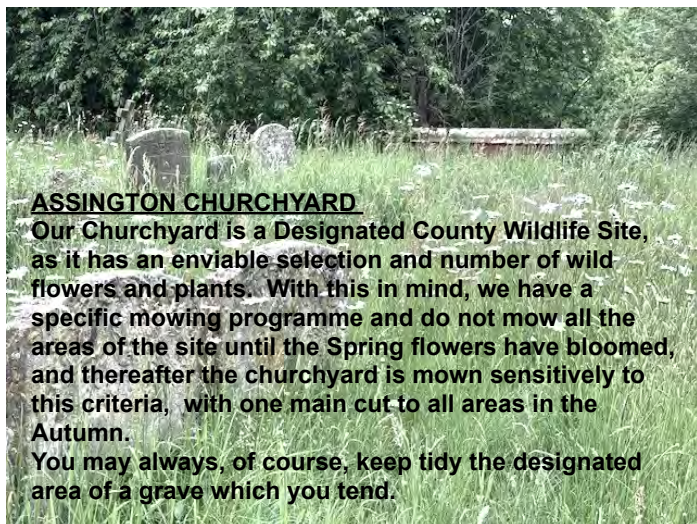 ASSINGTON CHURCHYARD
Our Churchyard is a Designated County Wildlife Site,
as it has an enviable selection and number of wild
flowers and plants.  With this in mind, we have a
specific mowing programme and do not mow all the
areas of the site until the Spring flowers have bloomed,
and thereafter the churchyard is mown sensitively to
this criteria,  with one main cut to all areas in the
Autumn.
You may always, of course, keep tidy the designated
area of a grave which you tend.